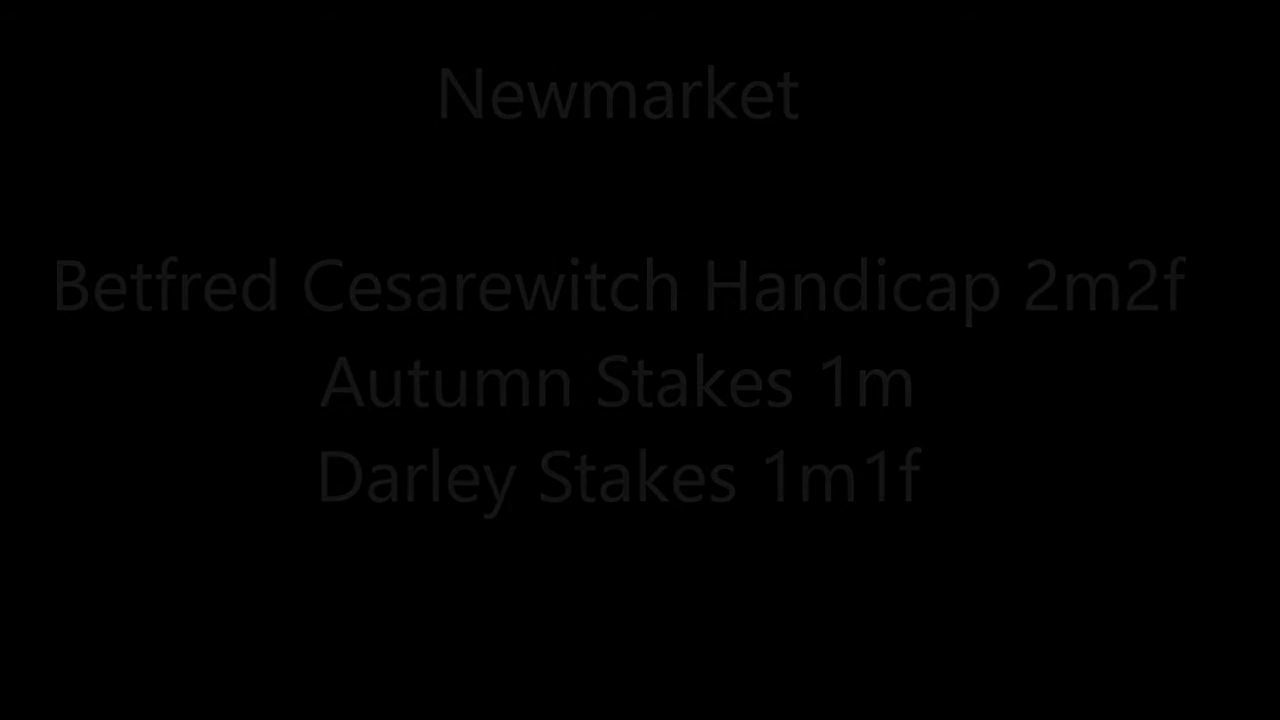 Newmarket
Betfred Cesarewitch Handicap 2m2f
Autumn Stakes 1m
Darley Stakes 1m1f